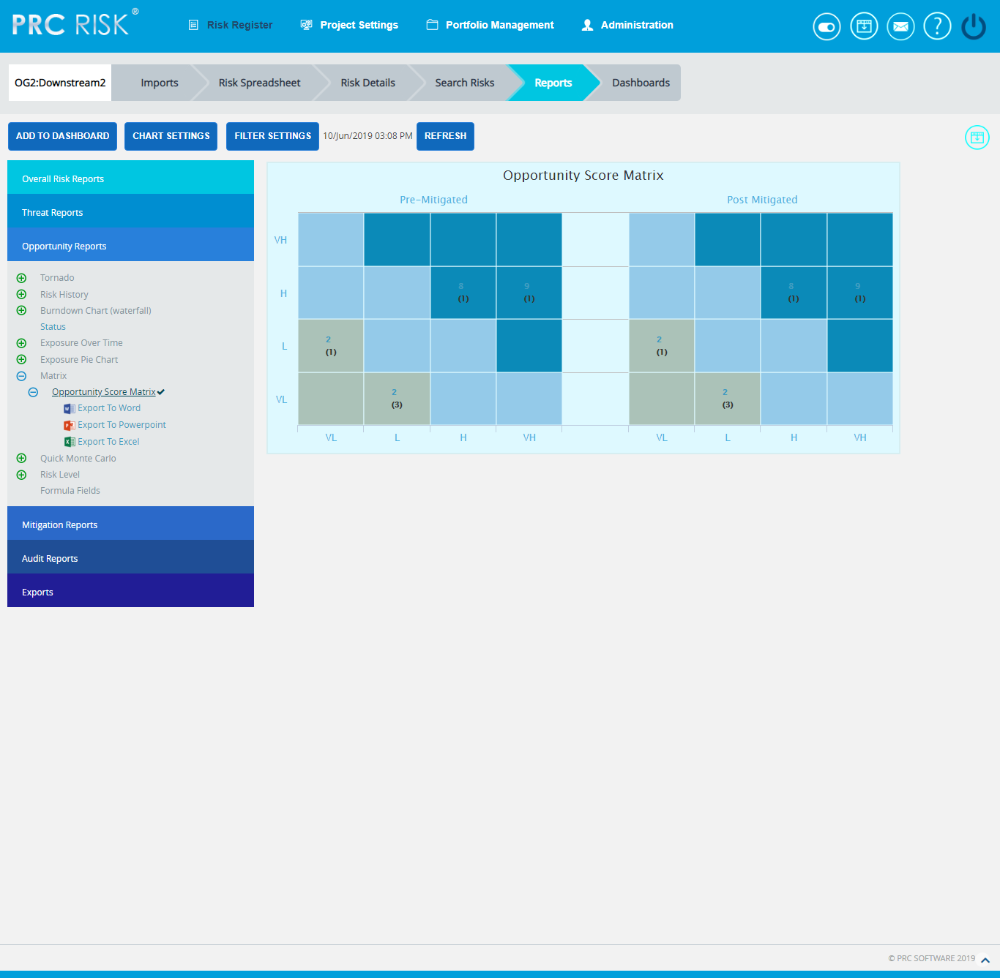 PRC RISK®
Risk Register
Project Settings
Portfolio Management
Administration
?
OG2:Downstream2
Imports
Risk Spreadsheet
Risk Details
Search Risks
Reports
Dashboards
ADD TO DASHBOARD
CHART SETTINGS
FILTER SETTINGS
10/Jun/2019 03:08 PM
REFRESH
Overall Risk Reports
Threat Reports
Opportunity Reports
Tornado
Risk History
Burndown Chart (waterfall)
Status
Exposure Over Time
Exposure Pie Chart
Matrix
Opportunity Score Matrix
Export To Word
Export To Powerpoint
Export To Excel
Quick Monte Carlo
Risk Level
Formula Fields
Mitigation Reports
Audit Reports
Exports
Opportunity Score Matrix
Pre-Mitigated
Post Mitigated
VH
H
8 9 8 9
(1) (1) (1) (1)
L
2 2
(1) (1)
VL
2 2
(3) (3)
VL L H VH VL L H VH
© PRC SOFTWARE 2019